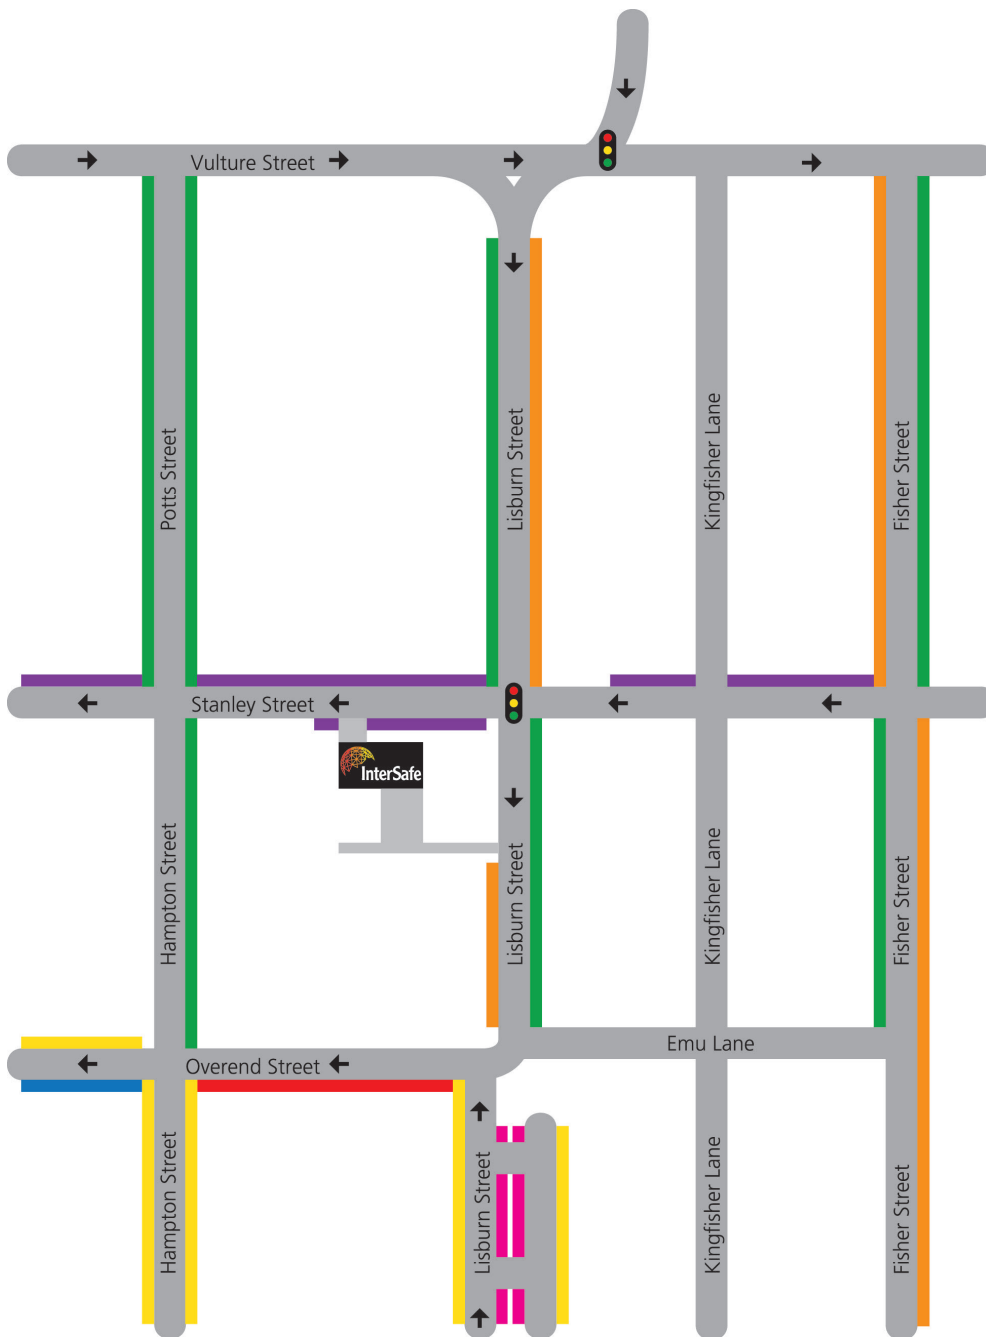 Vulture Street
Potts Street
Lisburn Street
Kingfisher Lane
Fisher Street
Stanley Street
InterSafe
Hampton Street
Lisburn Street
Kingfisher Lane
Fisher Street
Emu Lane
Overend Street
Hampton Street
Lisburn Street
Kingfisher Lane
Fisher Street